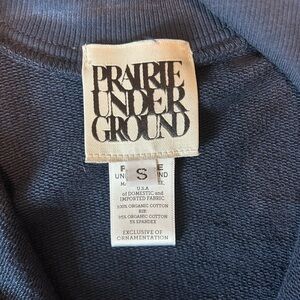 PRAIRIE
UNDER
GROUND
S
U.S.A
of DOMESTIC and
IMPORTED FABRIC
100% ORGANIC COTTON
RIB
95% ORGANIC COTTON
5% SPANDEX
EXCLUSIVE OF
ORNAMENTATION